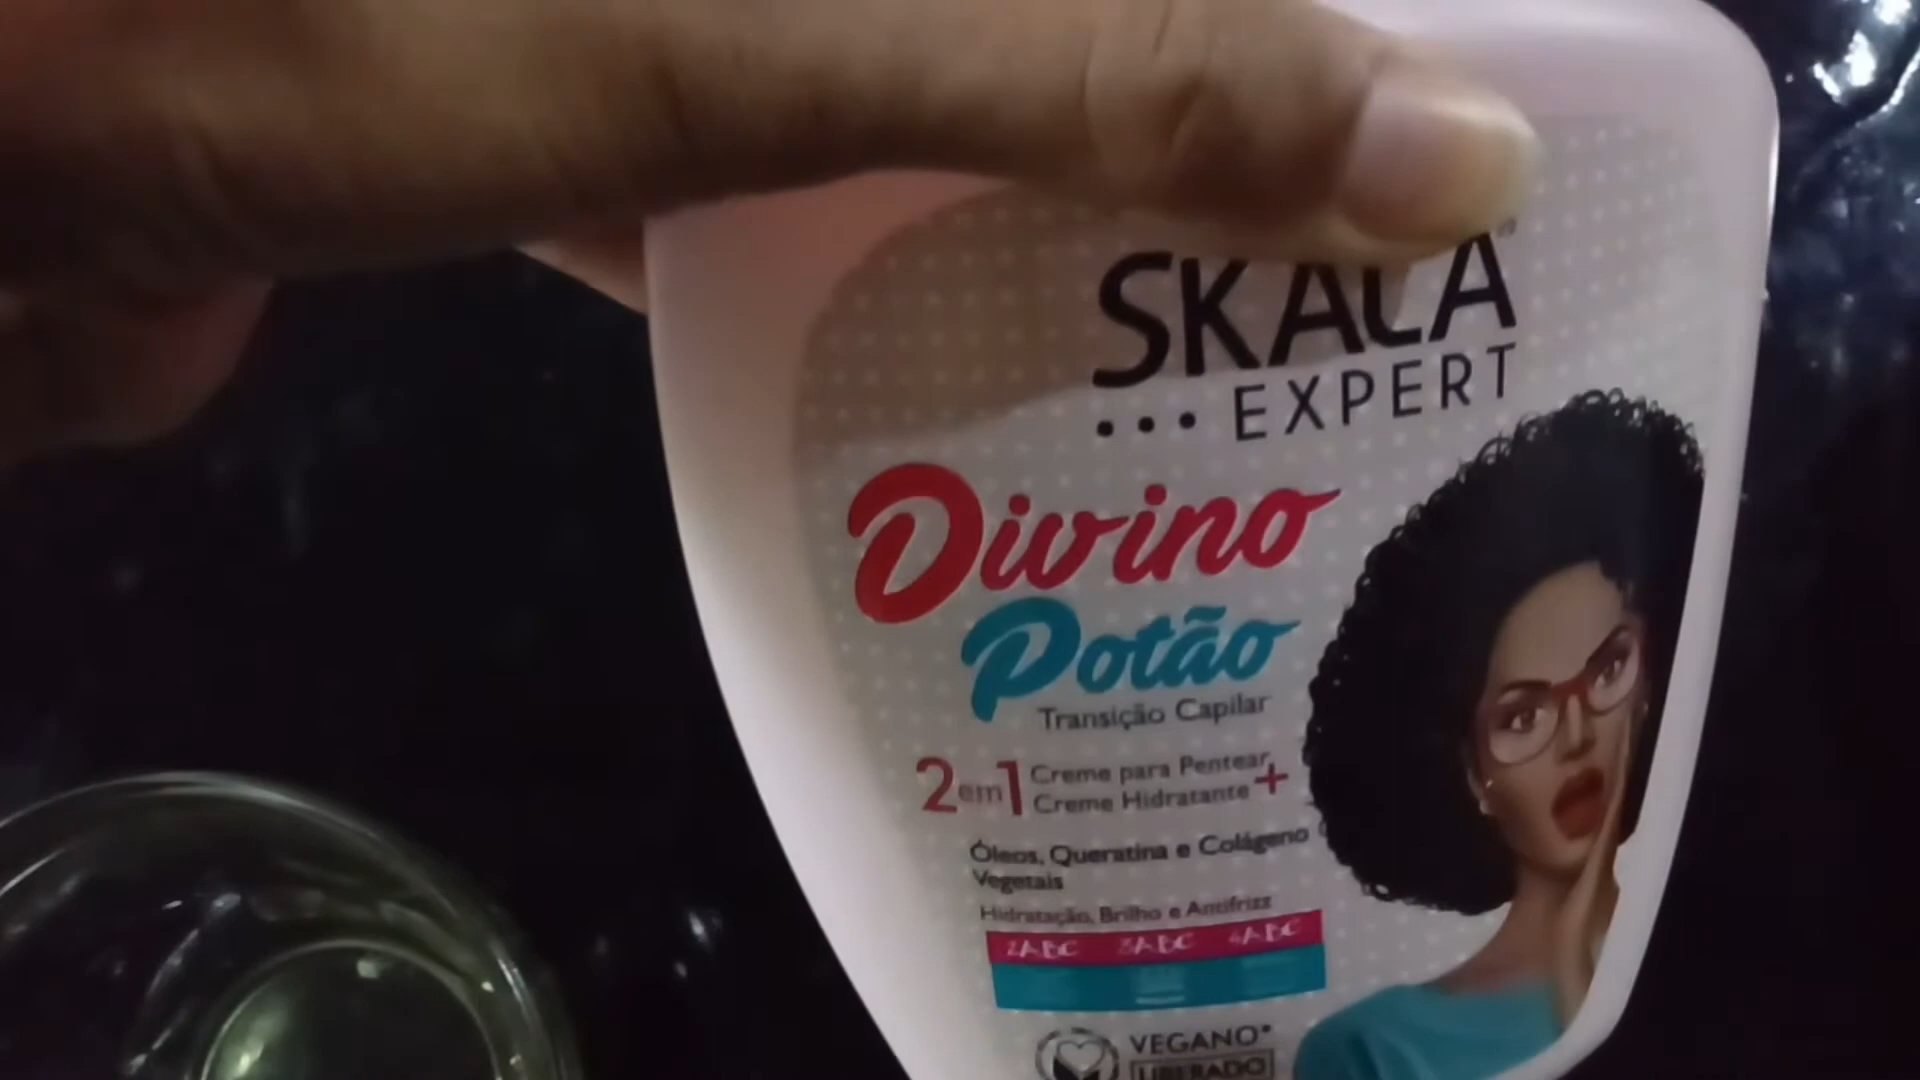 SKALA
EXPERT
Divino
Potão
Transição Capilar
2em1 Creme para Pentear +
Creme Hidratante
Óleos, Queratina e Colágeno
Vegetais
Hidratação, Brilho e Antifrizz
2ABC 3ABC 4ABC
VEGANO*
LIBERADO